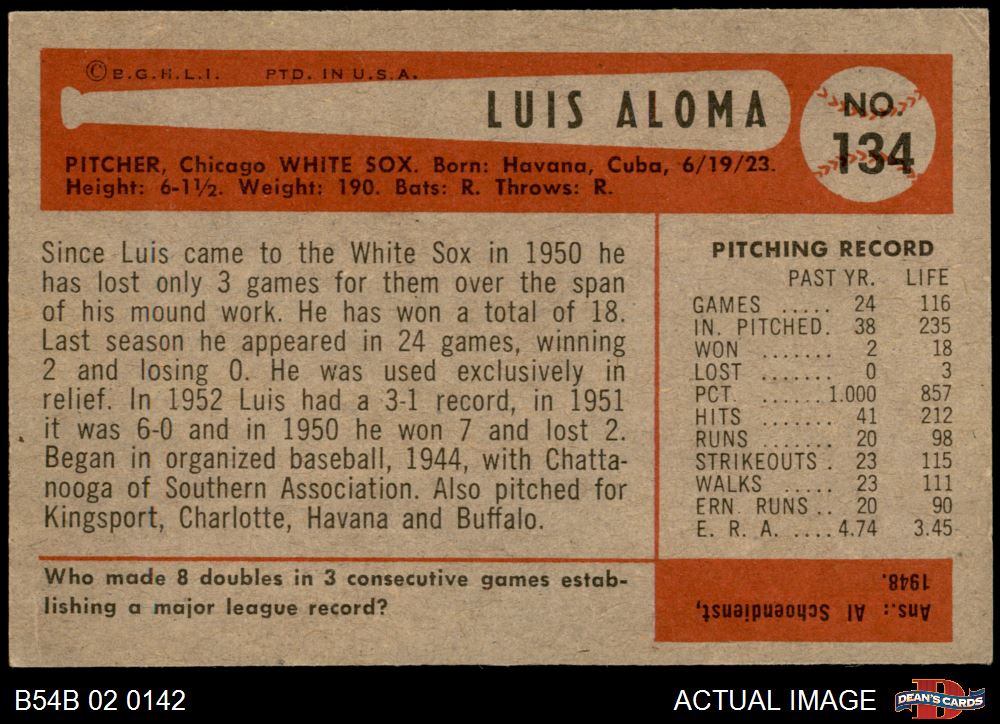 ©B.G.H.L.I. PTD. IN U.S.A.
LUIS ALOMA
NO.
134
PITCHER, Chicago WHITE SOX. Born: Havana, Cuba, 6/19/23.
Height: 6-1½. Weight: 190. Bats: R. Throws: R.
Since Luis came to the White Sox in 1950 he
has lost only 3 games for them over the span
of his mound work. He has won a total of 18.
Last season he appeared in 24 games, winning
2 and losing 0. He was used exclusively in
relief. In 1952 Luis had a 3-1 record, in 1951
it was 6-0 and in 1950 he won 7 and lost 2.
Began in organized baseball, 1944, with Chatta-
nooga of Southern Association. Also pitched for
Kingsport, Charlotte, Havana and Buffalo.
PITCHING RECORD
PAST YR. LIFE
GAMES ..... 24 116
IN. PITCHED. 38 235
WON ....... 2 18
LOST ....... 0 3
PCT. ......1.000 857
HITS ....... 41 212
RUNS ....... 20 98
STRIKEOUTS . 23 115
WALKS ..... 23 111
ERN RUNS .. 20 90
E. R. A. ....4.74 3.45
Who made 8 doubles in 3 consecutive games estab-
lishing a major league record?
Ans.: Al Schoendienst,
1948.
B54B 02 0142
ACTUAL IMAGE
DEAN'S CARDS